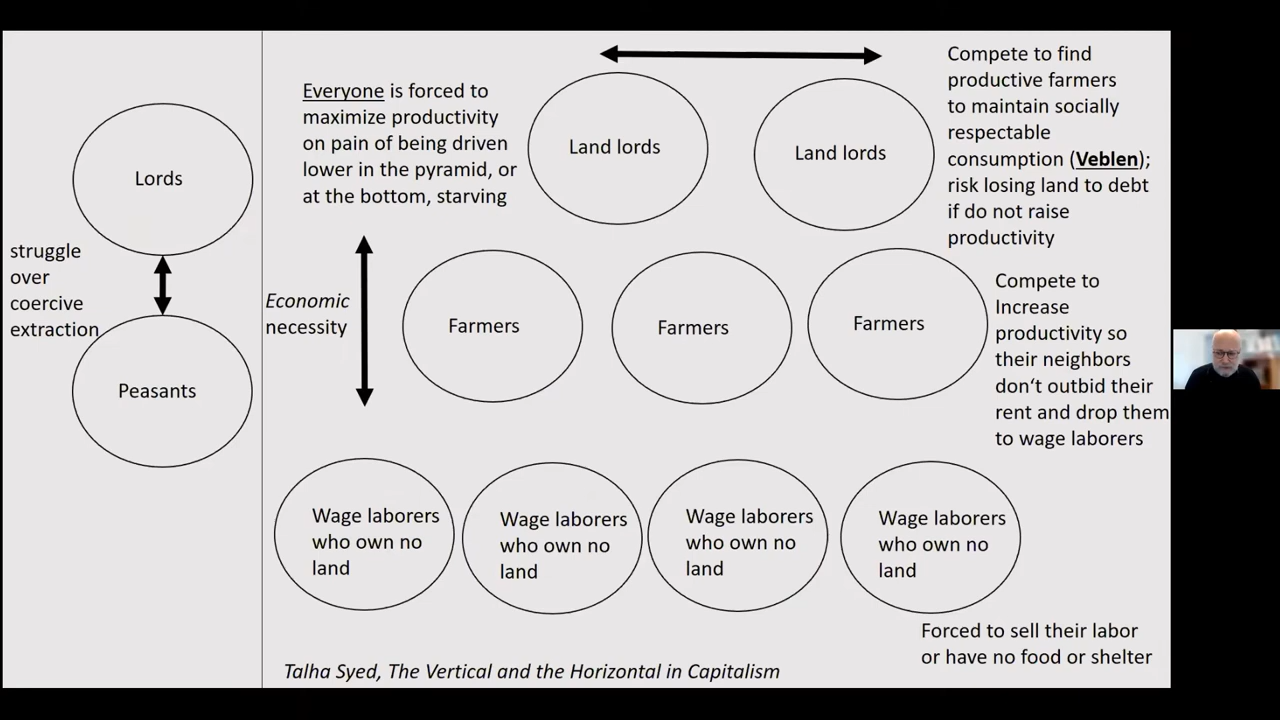 Lords
struggle
over
coercive
extraction
Peasants
Everyone is forced to
maximize productivity
on pain of being driven
lower in the pyramid, or
at the bottom, starving
Land lords
Land lords
Compete to find
productive farmers
to maintain socially
respectable
consumption (Veblen);
risk losing land to debt
if do not raise
productivity
Economic
necessity
Farmers
Farmers
Farmers
Compete to
Increase
productivity so
their neighbors
don‘t outbid their
rent and drop them
to wage laborers
Wage laborers
who own no
land
Wage laborers
who own no
land
Wage laborers
who own no
land
Wage laborers
who own no
land
Forced to sell their labor
or have no food or shelter
Talha Syed, The Vertical and the Horizontal in Capitalism